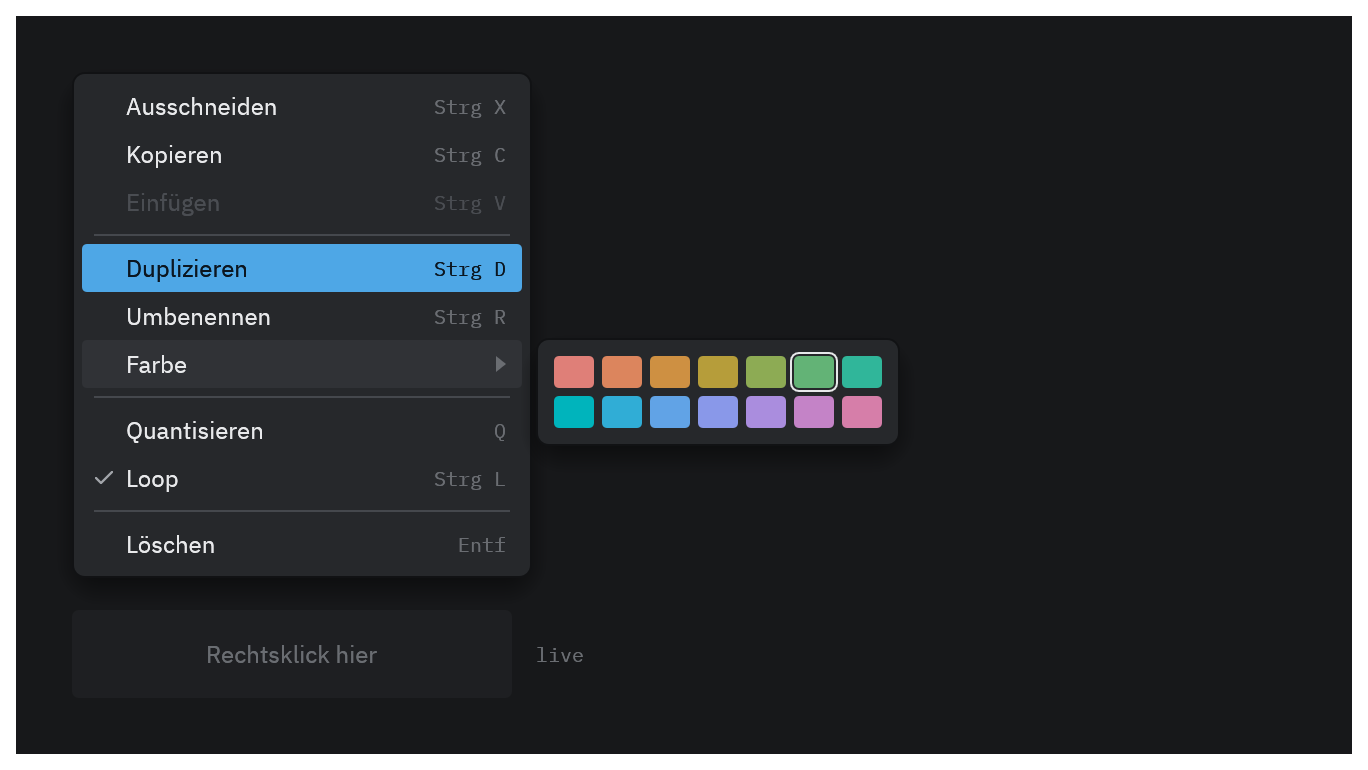 Ausschneiden Strg X
Kopieren Strg C
Einfügen Strg V
Duplizieren Strg D
Umbenennen Strg R
Farbe
Quantisieren Q
Loop Strg L
Löschen Entf
Rechtsklick hier live